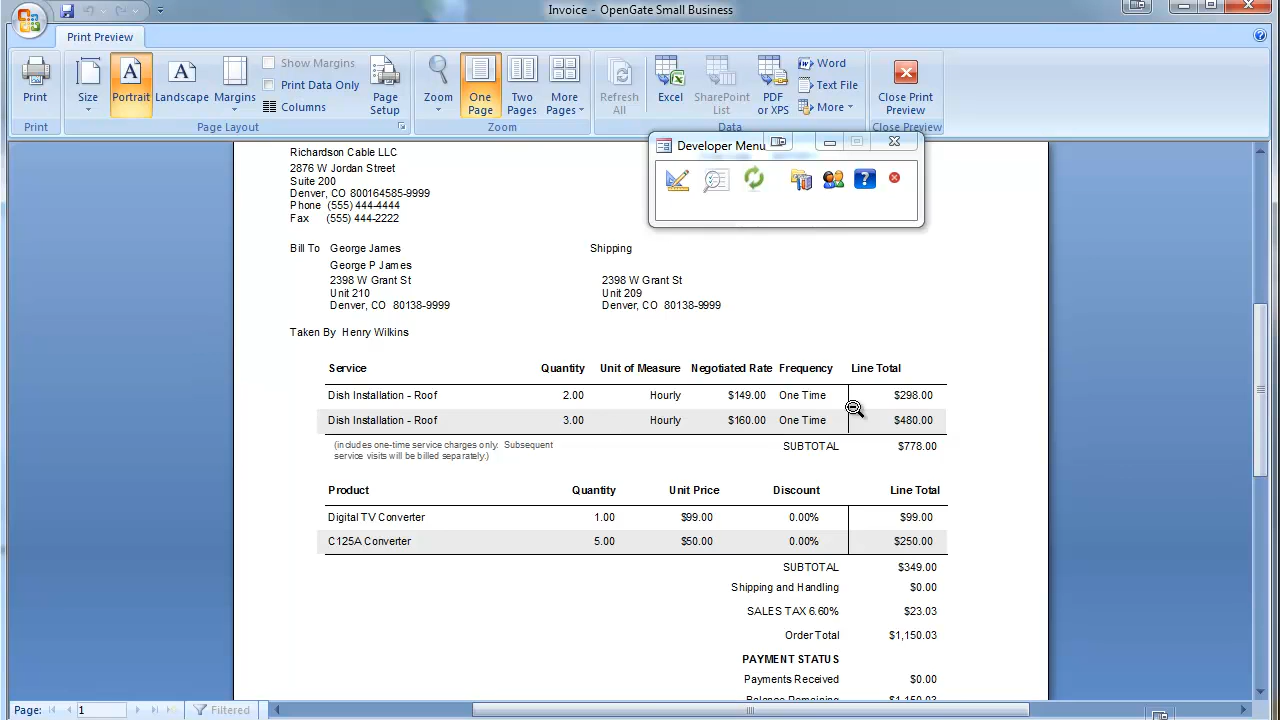 Invoice - OpenGate Small Business
Print Preview
Print
Size
Portrait
Landscape
Margins
Show Margins
Print Data Only
Columns
Page Setup
Zoom
One Page
Two Pages
More Pages
Refresh All
Excel
SharePoint List
PDF or XPS
Word
Text File
More
Close Print Preview
Print
Page Layout
Zoom
Data
Close Preview
Developer Menu
Richardson Cable LLC
2876 W Jordan Street
Suite 200
Denver, CO 800164585-9999
Phone (555) 444-4444
Fax (555) 444-2222
Bill To George James Shipping
George P James
2398 W Grant St 2398 W Grant St
Unit 210 Unit 209
Denver, CO 80138-9999 Denver, CO 80138-9999
Taken By Henry Wilkins
Service Quantity Unit of Measure Negotiated Rate Frequency Line Total
Dish Installation - Roof 2.00 Hourly $149.00 One Time $298.00
Dish Installation - Roof 3.00 Hourly $160.00 One Time $480.00
(includes one-time service charges only. Subsequent SUBTOTAL $778.00
service visits will be billed separately.)
Product Quantity Unit Price Discount Line Total
Digital TV Converter 1.00 $99.00 0.00% $99.00
C125A Converter 5.00 $50.00 0.00% $250.00
SUBTOTAL $349.00
Shipping and Handling $0.00
SALES TAX 6.60% $23.03
Order Total $1,150.03
PAYMENT STATUS
Payments Received $0.00
Balance Remaining $1,150.03
Page: 1 Filtered